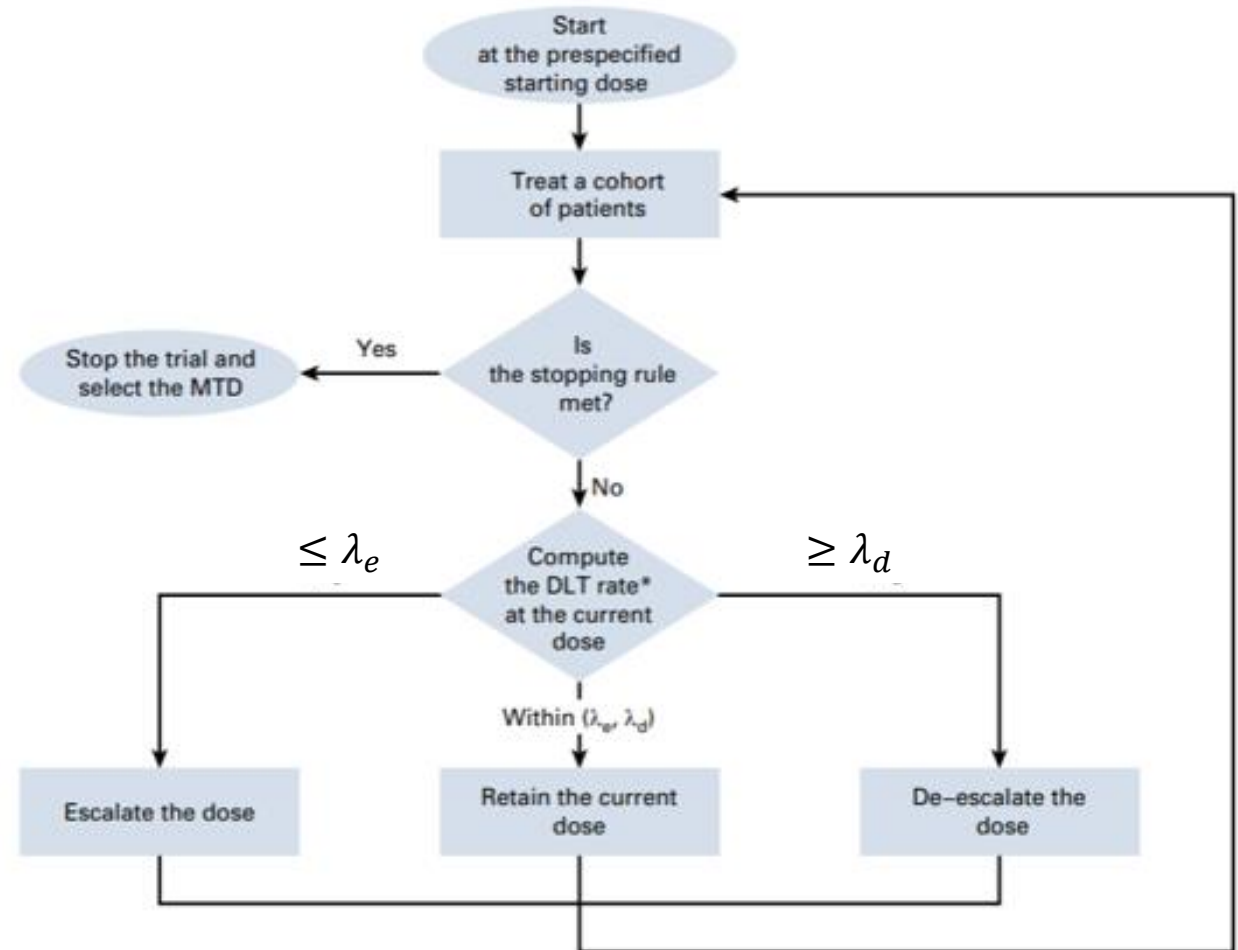 Start
at the prespecified
starting dose
Treat a cohort
of patients
Is
the stopping rule
met?
Yes
Stop the trial and
select the MTD
No
≤ λₑ
Compute
the DLT rate*
at the current
dose
≥ λ_d
Within (λₑ, λ_d)
Escalate the dose
Retain the current
dose
De–escalate the
dose